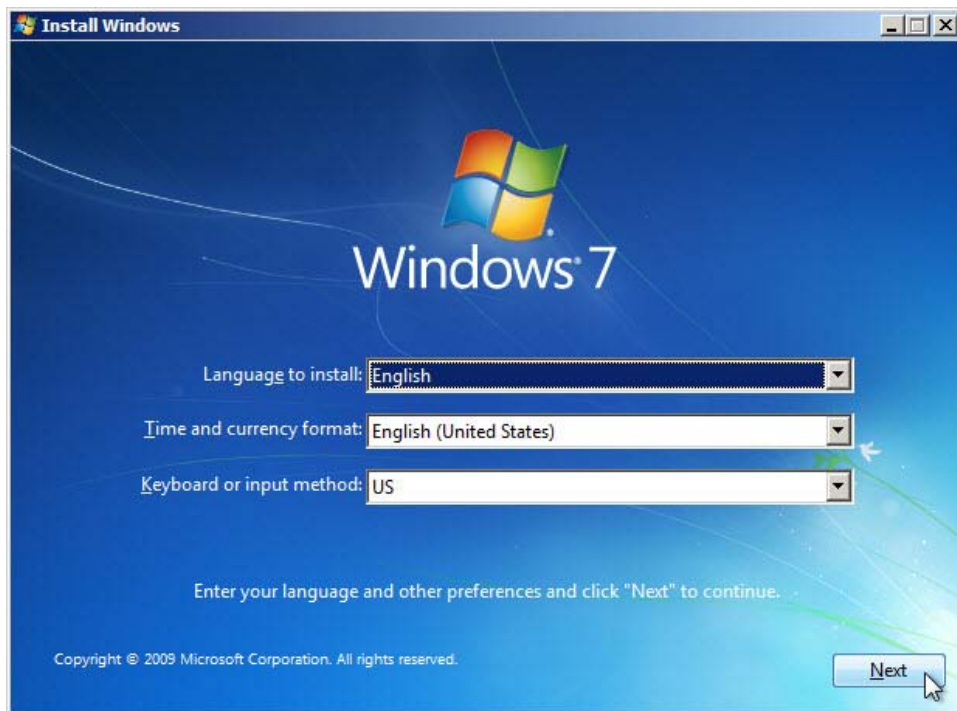 Install Windows
Windows® 7
Language to install: English
Time and currency format: English (United States)
Keyboard or input method: US
Enter your language and other preferences and click "Next" to continue.
Copyright © 2009 Microsoft Corporation. All rights reserved.
Next